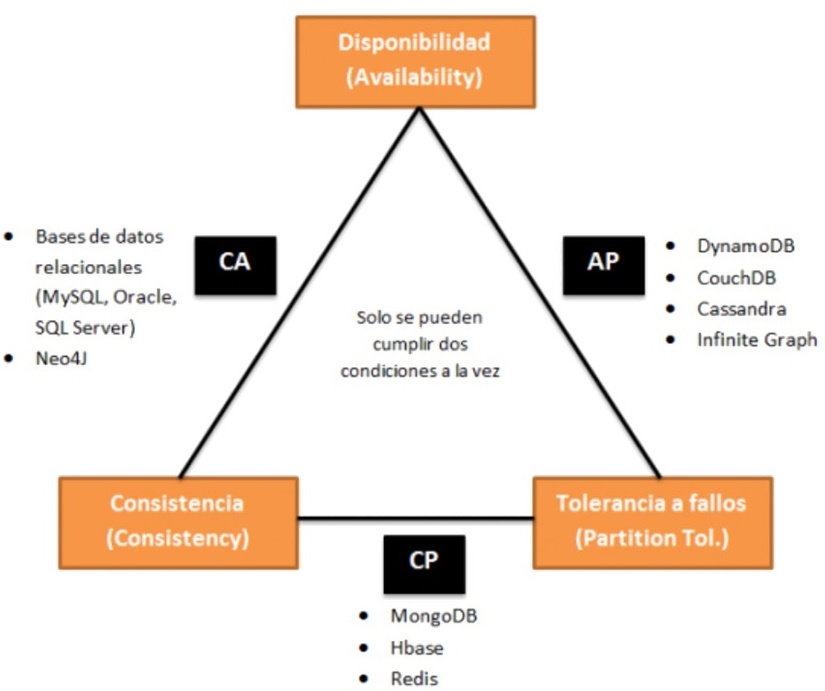 Disponibilidad
(Availability)
Bases de datos
relacionales
(MySQL, Oracle,
SQL Server)
Neo4J
CA
AP
DynamoDB
CouchDB
Cassandra
Infinite Graph
Solo se pueden
cumplir dos
condiciones a la vez
Consistencia
(Consistency)
Tolerancia a fallos
(Partition Tol.)
CP
MongoDB
Hbase
Redis